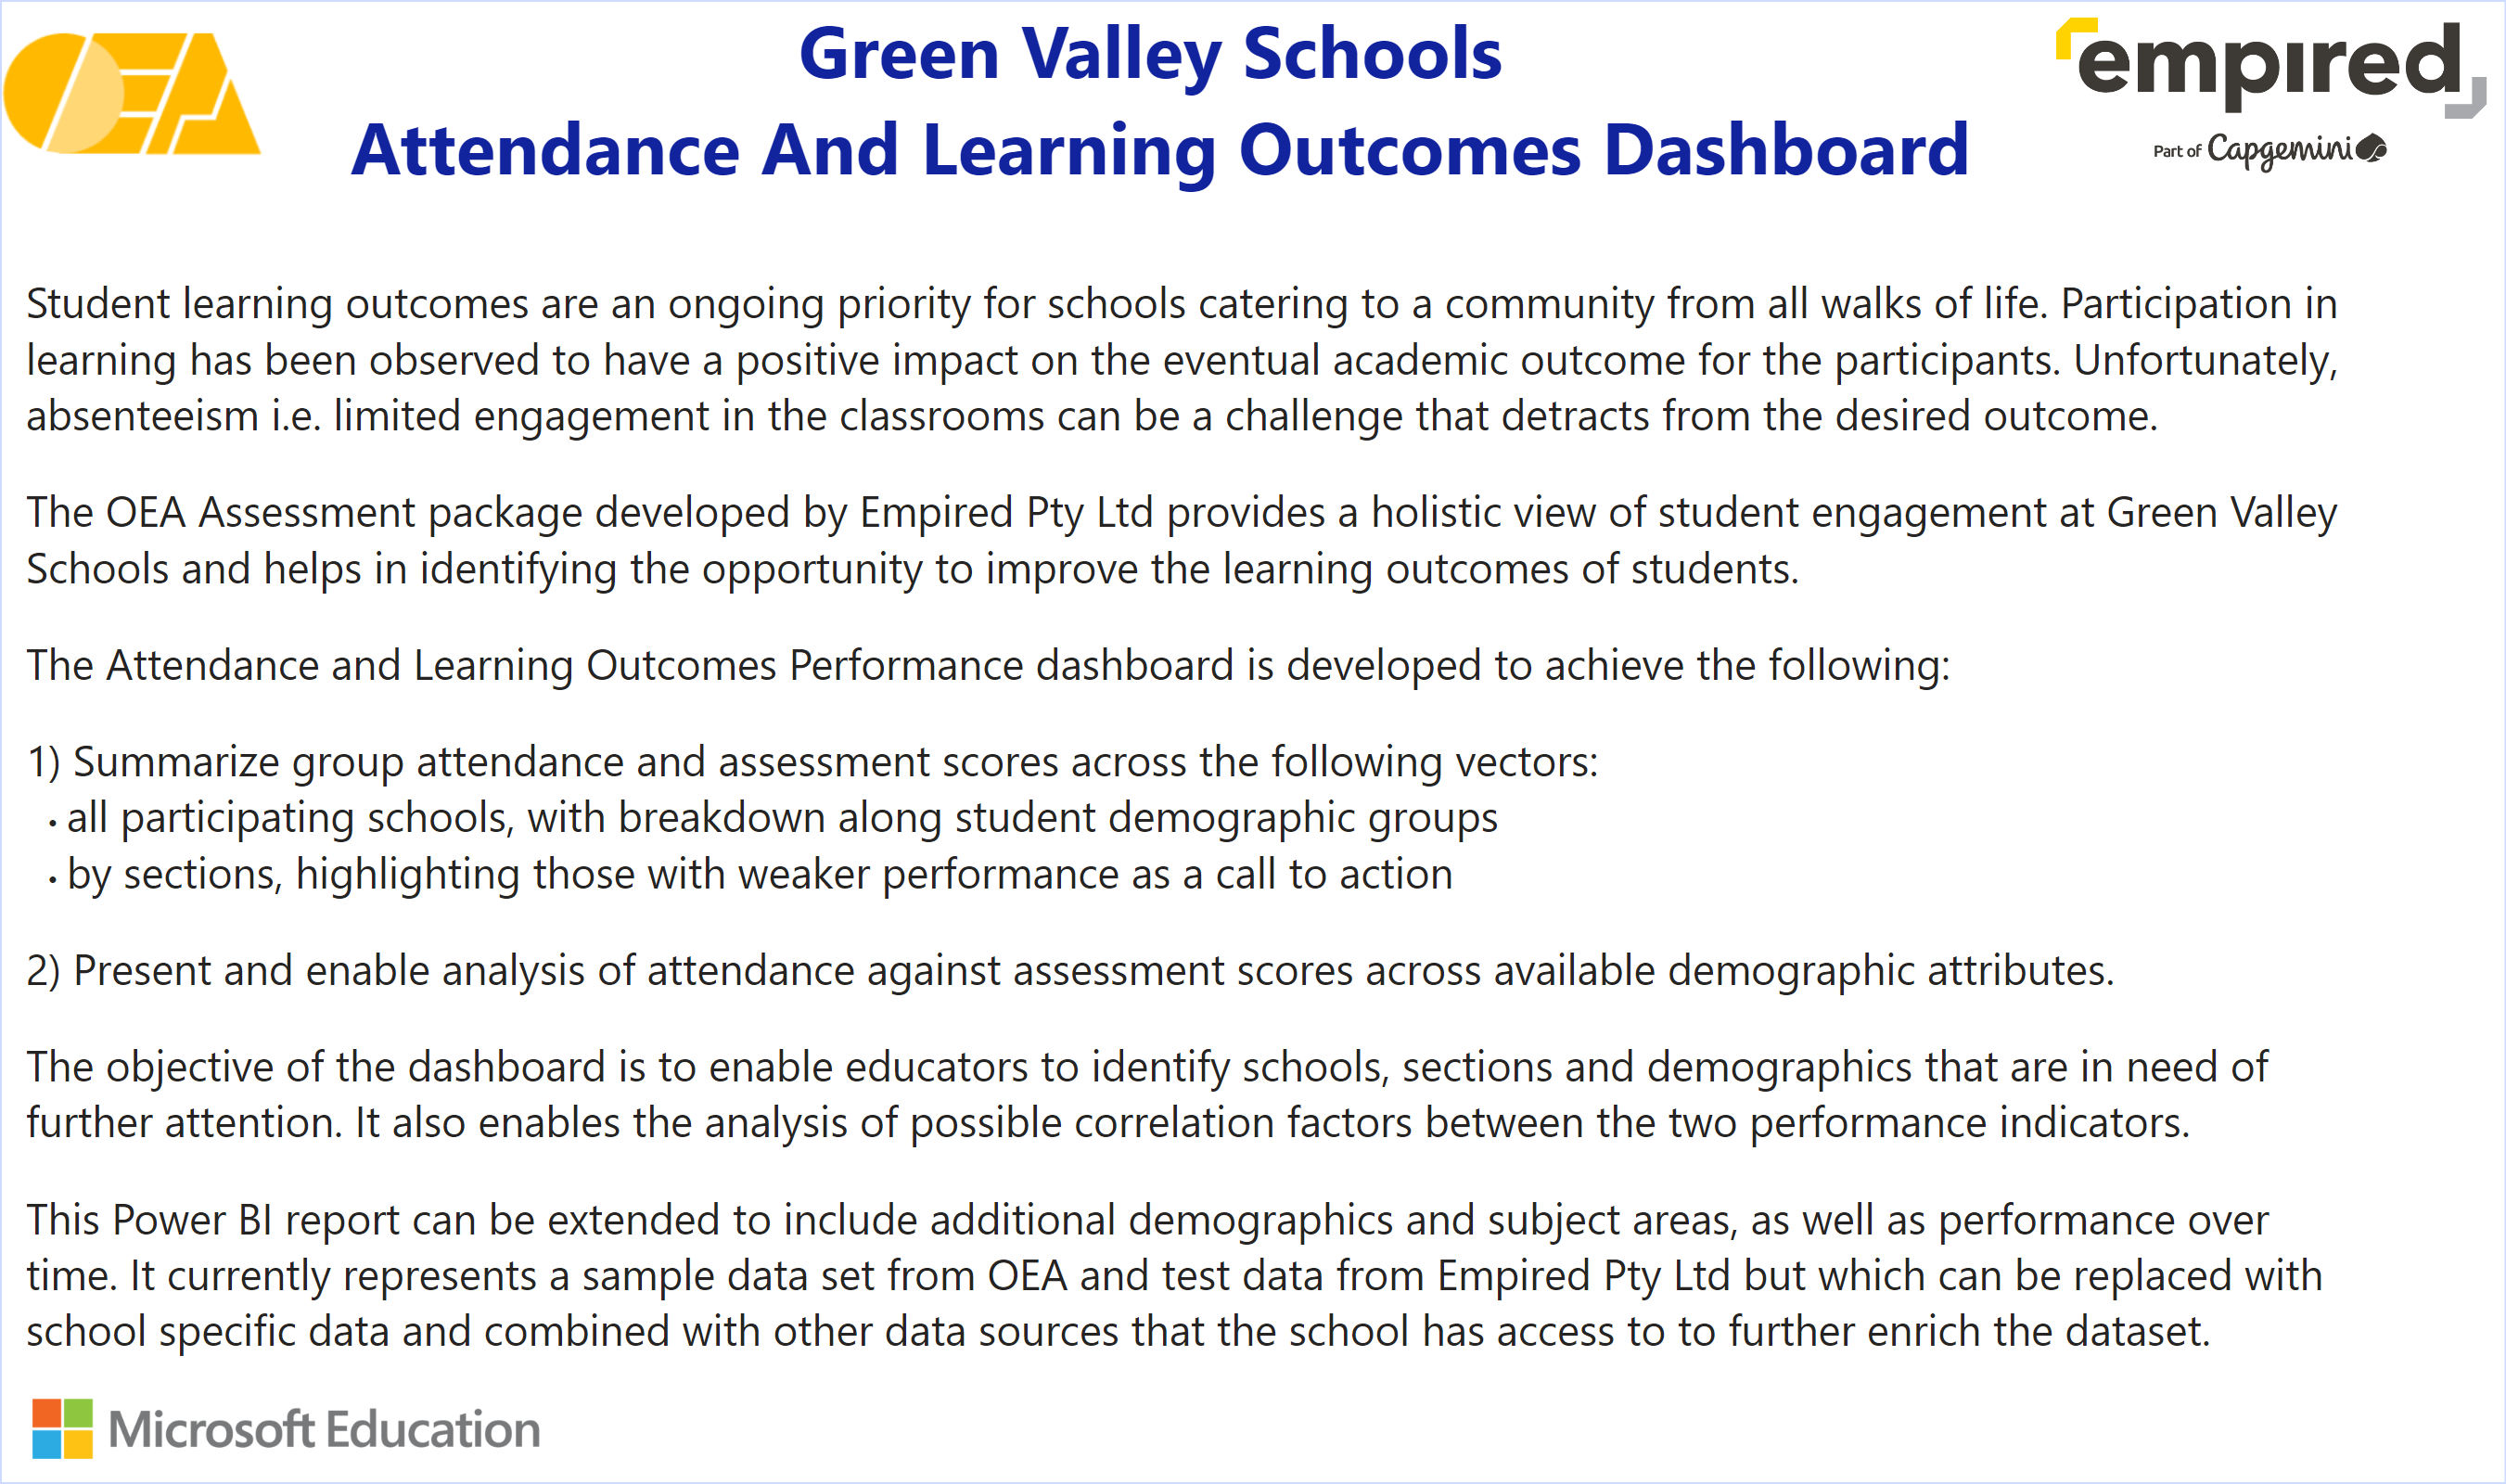 OEA
Green Valley Schools
empired
Attendance And Learning Outcomes Dashboard
Part of Capgemini
Student learning outcomes are an ongoing priority for schools catering to a community from all walks of life. Participation in
learning has been observed to have a positive impact on the eventual academic outcome for the participants. Unfortunately,
absenteeism i.e. limited engagement in the classrooms can be a challenge that detracts from the desired outcome.
The OEA Assessment package developed by Empired Pty Ltd provides a holistic view of student engagement at Green Valley
Schools and helps in identifying the opportunity to improve the learning outcomes of students.
The Attendance and Learning Outcomes Performance dashboard is developed to achieve the following:
1) Summarize group attendance and assessment scores across the following vectors:
• all participating schools, with breakdown along student demographic groups
• by sections, highlighting those with weaker performance as a call to action
2) Present and enable analysis of attendance against assessment scores across available demographic attributes.
The objective of the dashboard is to enable educators to identify schools, sections and demographics that are in need of
further attention. It also enables the analysis of possible correlation factors between the two performance indicators.
This Power BI report can be extended to include additional demographics and subject areas, as well as performance over
time. It currently represents a sample data set from OEA and test data from Empired Pty Ltd but which can be replaced with
school specific data and combined with other data sources that the school has access to to further enrich the dataset.
Microsoft Education